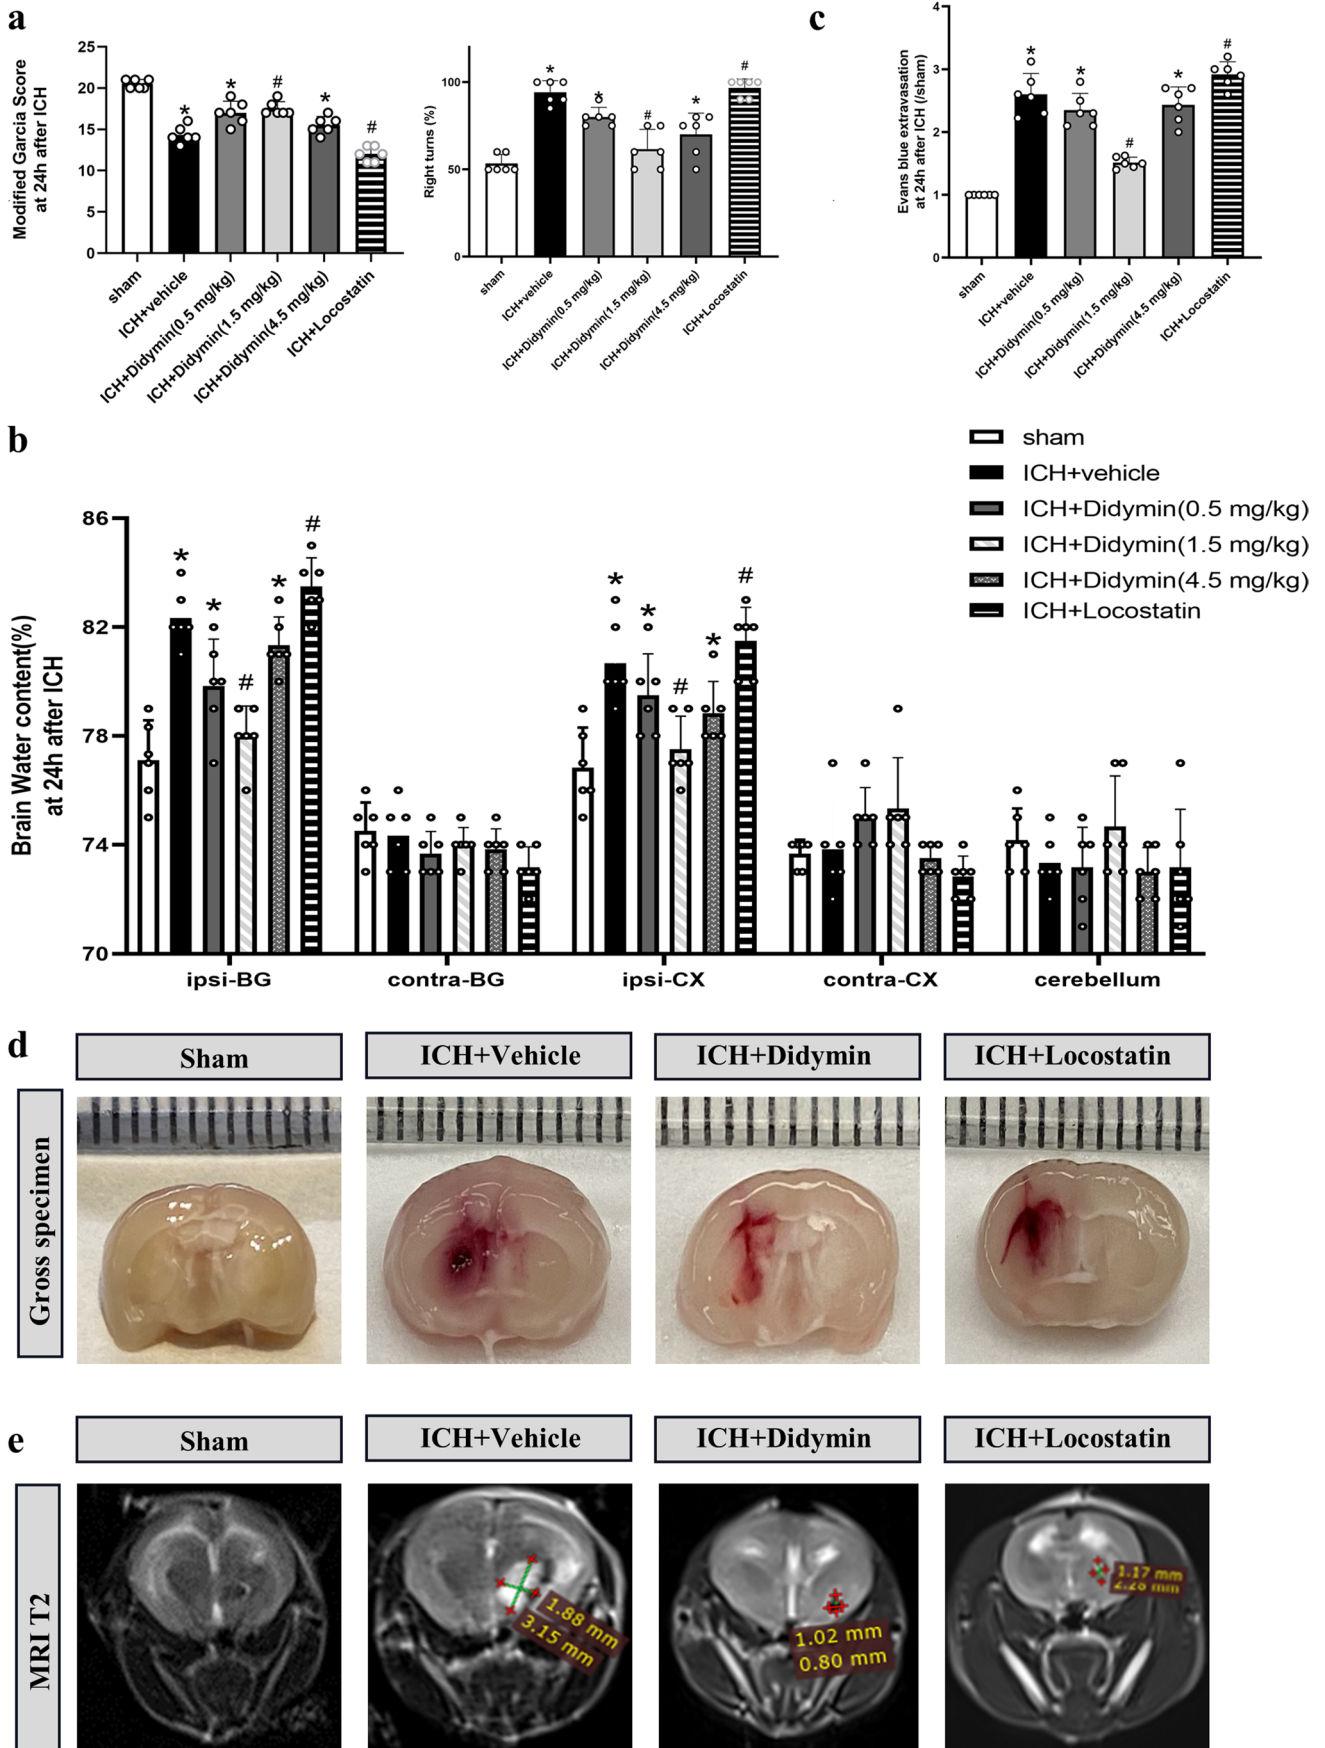 a
Modified Garcia Score
at 24h after ICH
25
20
15
10
5
0
*
*
#
*
#
sham
ICH+vehicle
ICH+Didymin(0.5 mg/kg)
ICH+Didymin(1.5 mg/kg)
ICH+Didymin(4.5 mg/kg)
ICH+Locostatin
Right turns (%)
100
50
0
*
*
#
*
#
sham
ICH+vehicle
ICH+Didymin(0.5 mg/kg)
ICH+Didymin(1.5 mg/kg)
ICH+Didymin(4.5 mg/kg)
ICH+Locostatin
c
Evans blue extravasation
at 24h after ICH (/sham)
4
3
2
1
0
*
*
#
*
#
sham
ICH+vehicle
ICH+Didymin(0.5 mg/kg)
ICH+Didymin(1.5 mg/kg)
ICH+Didymin(4.5 mg/kg)
ICH+Locostatin
b
sham
ICH+vehicle
ICH+Didymin(0.5 mg/kg)
ICH+Didymin(1.5 mg/kg)
ICH+Didymin(4.5 mg/kg)
ICH+Locostatin
Brain Water content(%)
at 24h after ICH
86
82
78
74
70
*
*
#
*
#
*
*
#
*
#
ipsi-BG
contra-BG
ipsi-CX
contra-CX
cerebellum
d
Sham
ICH+Vehicle
ICH+Didymin
ICH+Locostatin
Gross specimen
e
Sham
ICH+Vehicle
ICH+Didymin
ICH+Locostatin
MRI T2
1.88 mm
3.15 mm
1.02 mm
0.80 mm
1.17 mm
2.28 mm